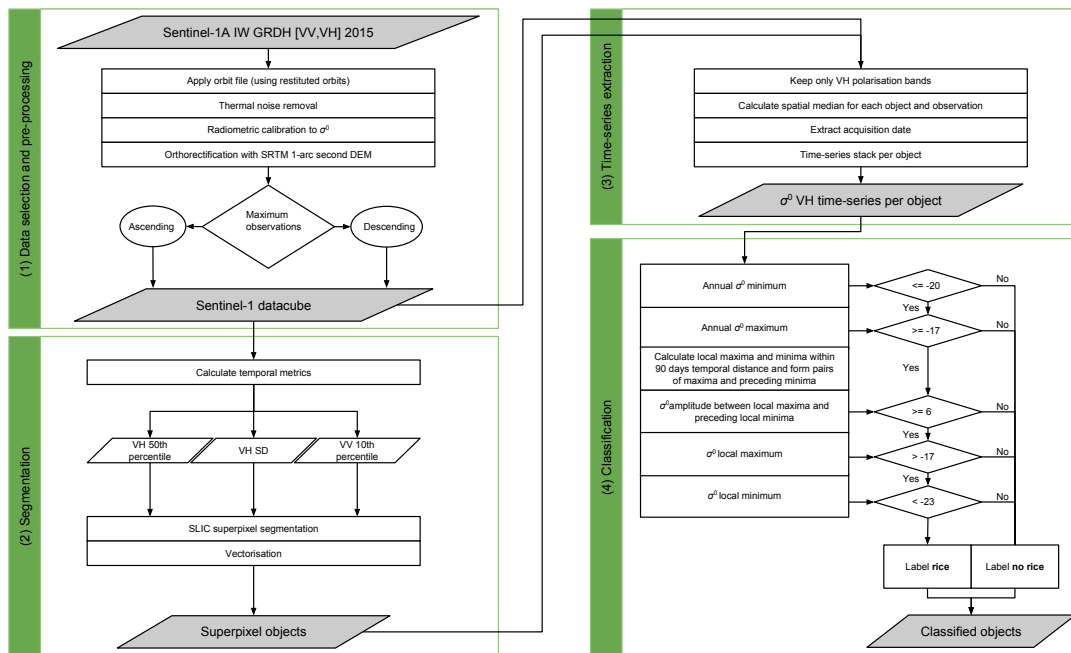 (1) Data selection and pre-processing
Sentinel-1A IW GRDH [VV,VH] 2015
Apply orbit file (using restituted orbits)
Thermal noise removal
Radiometric calibration to σ⁰
Orthorectification with SRTM 1-arc second DEM
Maximum
observations
Ascending
Descending
Sentinel-1 datacube
(2) Segmentation
Calculate temporal metrics
VH 50th
percentile
VH SD
VV 10th
percentile
SLIC superpixel segmentation
Vectorisation
Superpixel objects
(3) Time-series extraction
Keep only VH polarisation bands
Calculate spatial median for each object and observation
Extract acquisition date
Time-series stack per object
σ⁰ VH time-series per object
(4) Classification
Annual σ⁰ minimum
<= -20
No
Yes
Annual σ⁰ maximum
>= -17
No
Calculate local maxima and minima within
90 days temporal distance and form pairs
of maxima and preceding minima
Yes
σ⁰ amplitude between local maxima and
preceding local minima
>= 6
No
Yes
σ⁰ local maximum
> -17
No
Yes
σ⁰ local minimum
< -23
No
Label rice
Label no rice
Classified objects